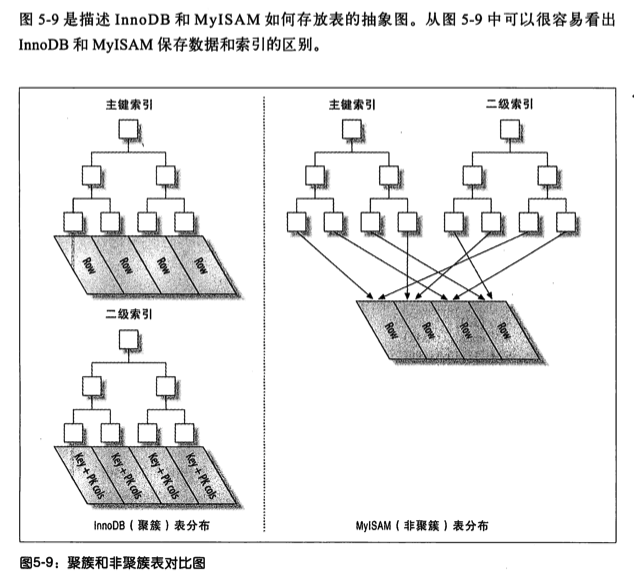 图 5-9 是描述 InnoDB 和 MyISAM 如何存放表的抽象图。从图 5-9 中可以很容易看出
InnoDB 和 MyISAM 保存数据和索引的区别。
主键索引
Row
Row
Row
Row
二级索引
Key + PK cols
Key + PK cols
Key + PK cols
Key + PK cols
InnoDB（聚簇）表分布
主键索引
二级索引
Row
Row
Row
Row
MyISAM（非聚簇）表分布
图5-9：聚簇和非聚簇表对比图